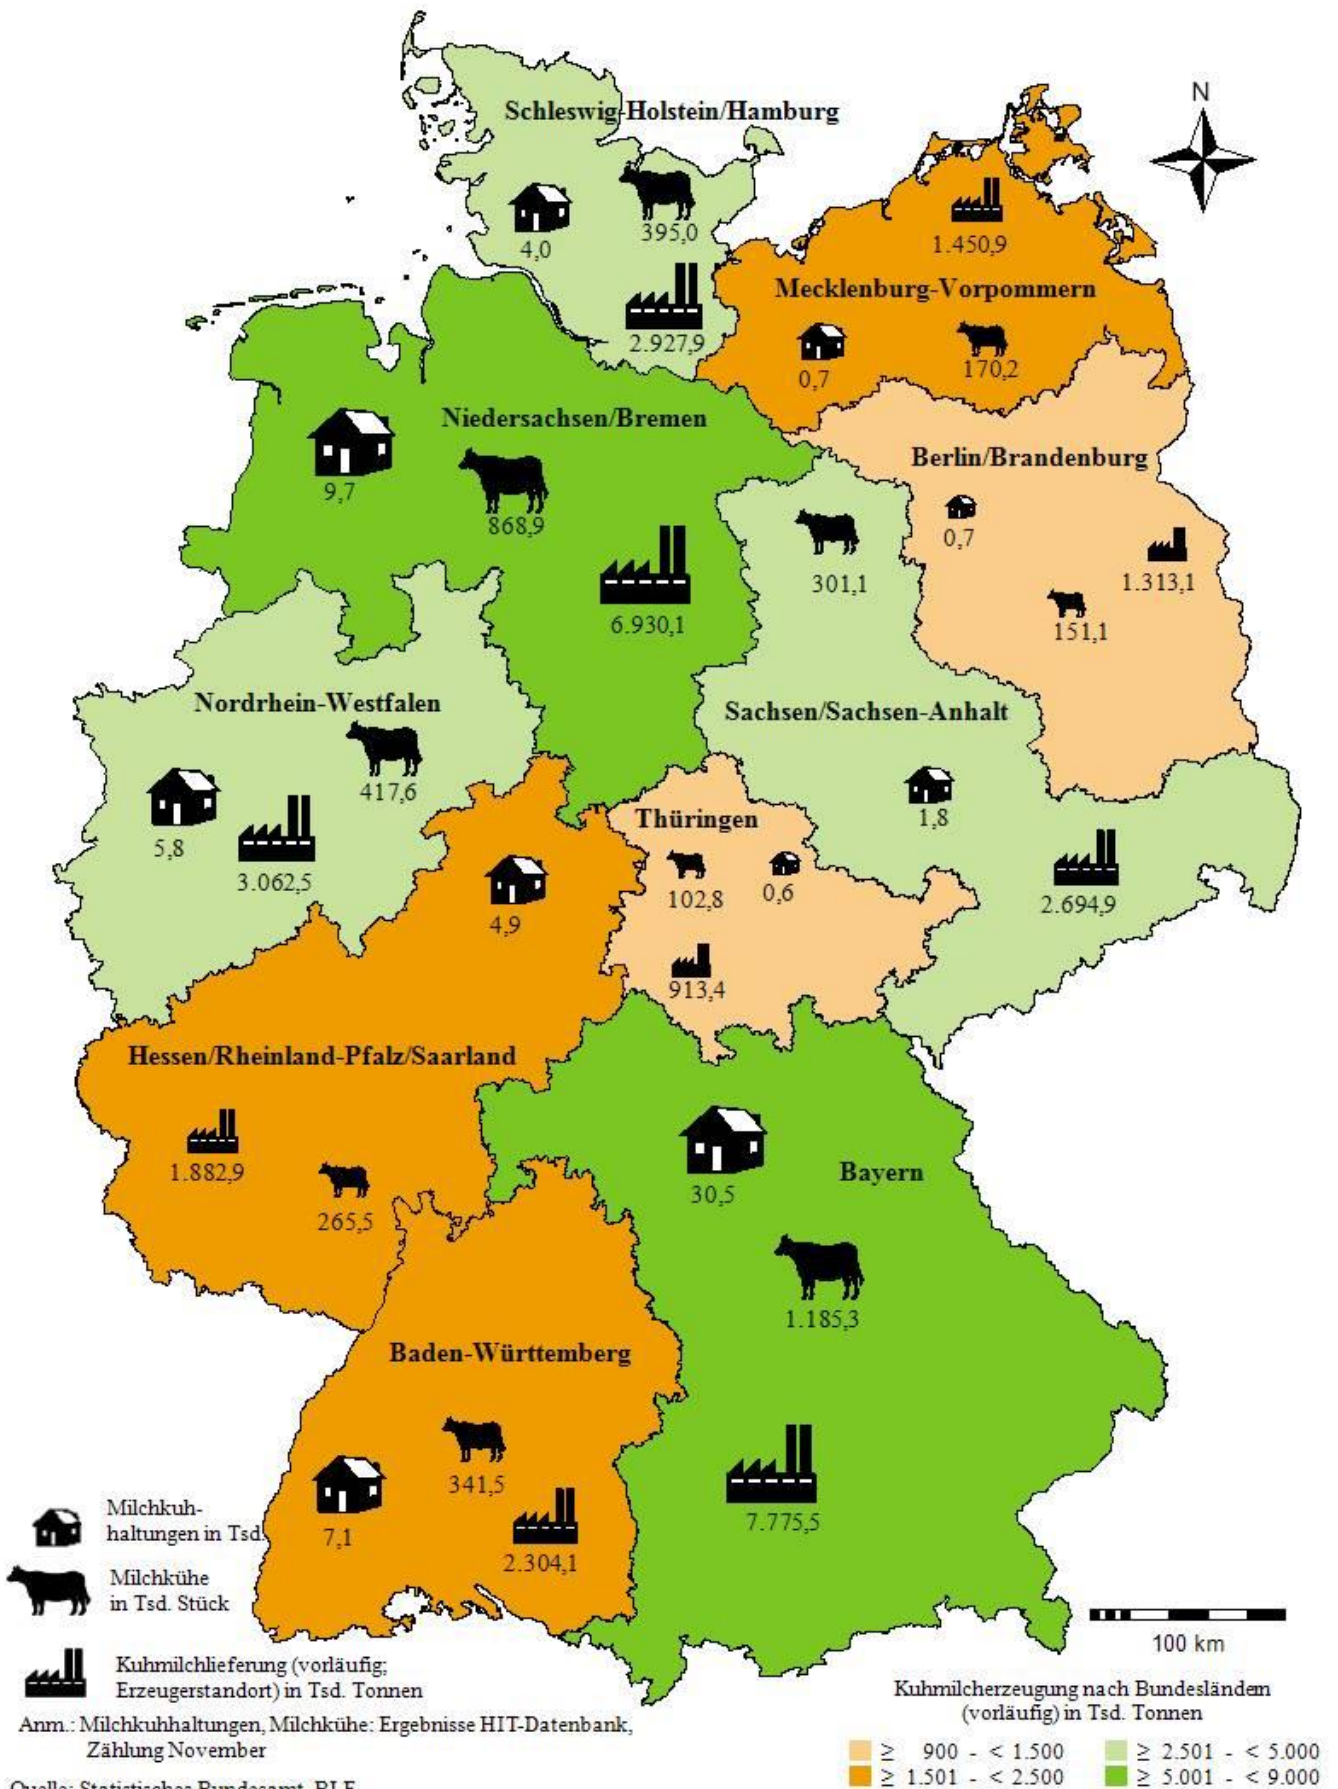 N
Schleswig-Holstein/Hamburg
4,0
395,0
2.927,9
1.450,9
Mecklenburg-Vorpommern
0,7
170,2
Niedersachsen/Bremen
9,7
868,9
6.930,1
Berlin/Brandenburg
0,7
1.313,1
151,1
301,1
Sachsen/Sachsen-Anhalt
1,8
2.694,9
Nordrhein-Westfalen
417,6
5,8
3.062,5
Thüringen
102,8
0,6
913,4
4,9
Hessen/Rheinland-Pfalz/Saarland
1.882,9
265,5
30,5
Bayern
1.185,3
7.775,5
Baden-Württemberg
341,5
7,1
2.304,1
Milchkuh-
haltungen in Tsd.
Milchkühe
in Tsd. Stück
Kuhmilchlieferung (vorläufig;
Erzeugerstandort) in Tsd. Tonnen
Anm.: Milchkuhhaltungen, Milchkühe: Ergebnisse HIT-Datenbank,
Zählung November
Quelle: Statistisches Bundesamt, BLE
100 km
Kuhmilcherzeugung nach Bundesländern
(vorläufig) in Tsd. Tonnen
≥ 900 - < 1.500
≥ 1.501 - < 2.500
≥ 2.501 - < 5.000
≥ 5.001 - < 9.000